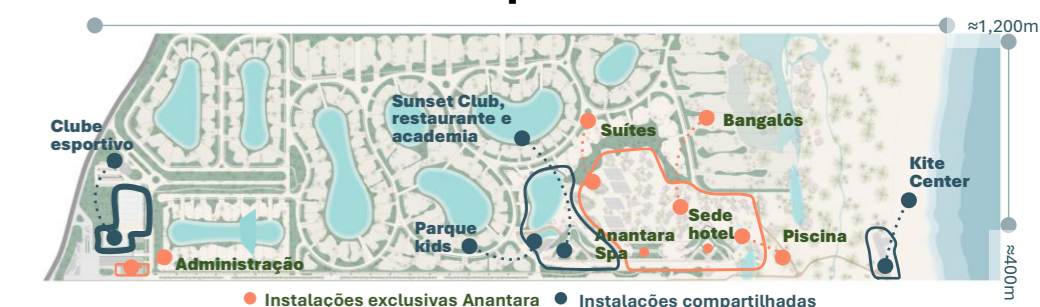 ≈1,200m
Sunset Club,
restaurante e
academia
Clube
esportivo
Suítes
Bangalôs
Kite
Center
Parque
kids
Anantara
Spa
Sede
hotel
Piscina
Administração
≈400m
Instalações exclusivas Anantara
Instalações compartilhadas